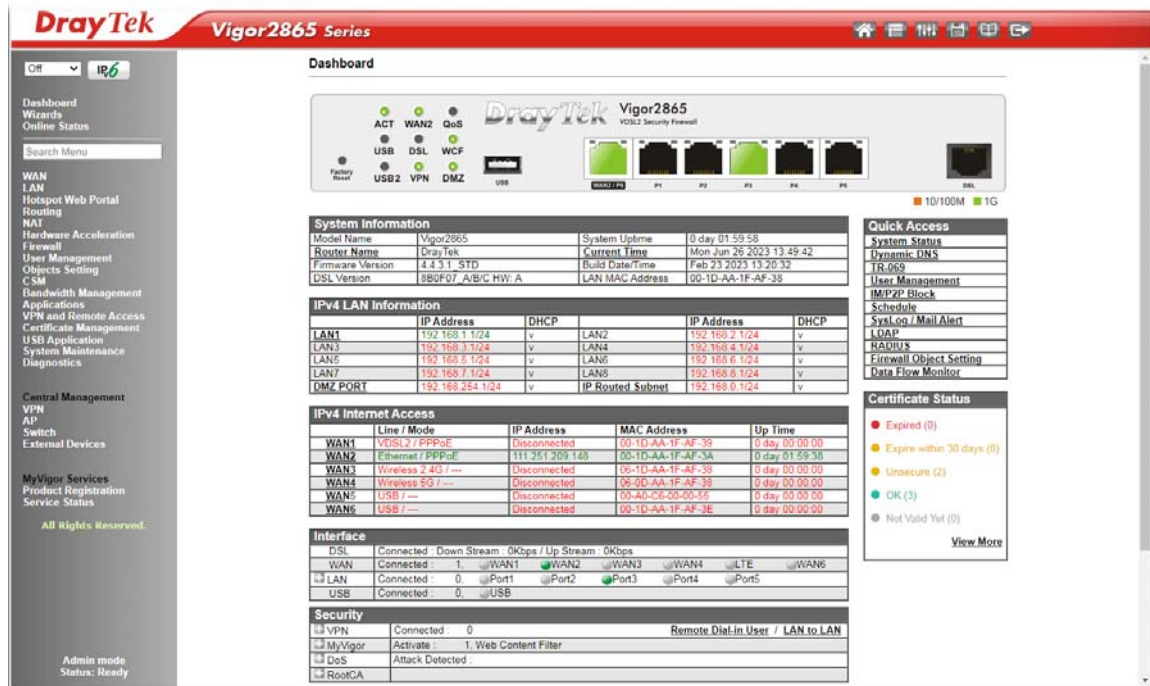 DrayTek
Vigor2865 Series
Off
IPv6
Dashboard
Wizards
Online Status
Search Menu
WAN
LAN
Hotspot Web Portal
Routing
NAT
Hardware Acceleration
Firewall
User Management
Objects Setting
CSM
Bandwidth Management
Applications
VPN and Remote Access
Certificate Management
USB Application
System Maintenance
Diagnostics
Central Management
VPN
AP
Switch
External Devices
MyVigor Services
Product Registration
Service Status
All Rights Reserved.
Admin mode
Status: Ready
Dashboard
DrayTek Vigor2865
VDSL2 Security Firewall
ACT WAN2 QoS
USB DSL WCF
USB2 VPN DMZ
Factory Reset
USB
WAN2 / P6 P1 P2 P3 P4 P5 DSL
10/100M 1G
System Information
Model Name Vigor2865 System Uptime 0 day 01:59:58
Router Name DrayTek Current Time Mon Jun 26 2023 13:49:42
Firmware Version 4.4.3.1_STD Build Date/Time Feb 23 2023 13:20:32
DSL Version 8B0F07_A/B/C HW: A LAN MAC Address 00-1D-AA-1F-AF-38
IPv4 LAN Information
IP Address DHCP IP Address DHCP
LAN1 192.168.1.1/24 v LAN2 192.168.2.1/24 v
LAN3 192.168.3.1/24 v LAN4 192.168.4.1/24 v
LAN5 192.168.5.1/24 v LAN6 192.168.6.1/24 v
LAN7 192.168.7.1/24 v LAN8 192.168.8.1/24 v
DMZ PORT 192.168.254.1/24 v IP Routed Subnet 192.168.0.1/24 v
IPv4 Internet Access
Line / Mode IP Address MAC Address Up Time
WAN1 VDSL2 / PPPoE Disconnected 00-1D-AA-1F-AF-39 0 day 00:00:00
WAN2 Ethernet / PPPoE 111.251.209.148 00-1D-AA-1F-AF-3A 0 day 01:59:38
WAN3 Wireless 2.4G / --- Disconnected 06-1D-AA-1F-AF-38 0 day 00:00:00
WAN4 Wireless 5G / --- Disconnected 06-0D-AA-1F-AF-38 0 day 00:00:00
WAN5 USB / --- Disconnected 00-A0-C6-00-00-55 0 day 00:00:00
WAN6 USB / --- Disconnected 00-1D-AA-1F-AF-3E 0 day 00:00:00
Interface
DSL Connected : Down Stream : 0Kbps / Up Stream : 0Kbps
WAN Connected : 1, WAN1 WAN2 WAN3 WAN4 LTE WAN6
LAN Connected : 0, Port1 Port2 Port3 Port4 Port5
USB Connected : 0, USB
Security
VPN Connected : 0 Remote Dial-in User / LAN to LAN
MyVigor Activate : 1, Web Content Filter
DoS Attack Detected :
RootCA
Quick Access
System Status
Dynamic DNS
TR-069
User Management
IM/P2P Block
Schedule
SysLog / Mail Alert
LDAP
RADIUS
Firewall Object Setting
Data Flow Monitor
Certificate Status
Expired (0)
Expire within 30 days (0)
Unsecure (2)
OK (3)
Not Valid Yet (0)
View More